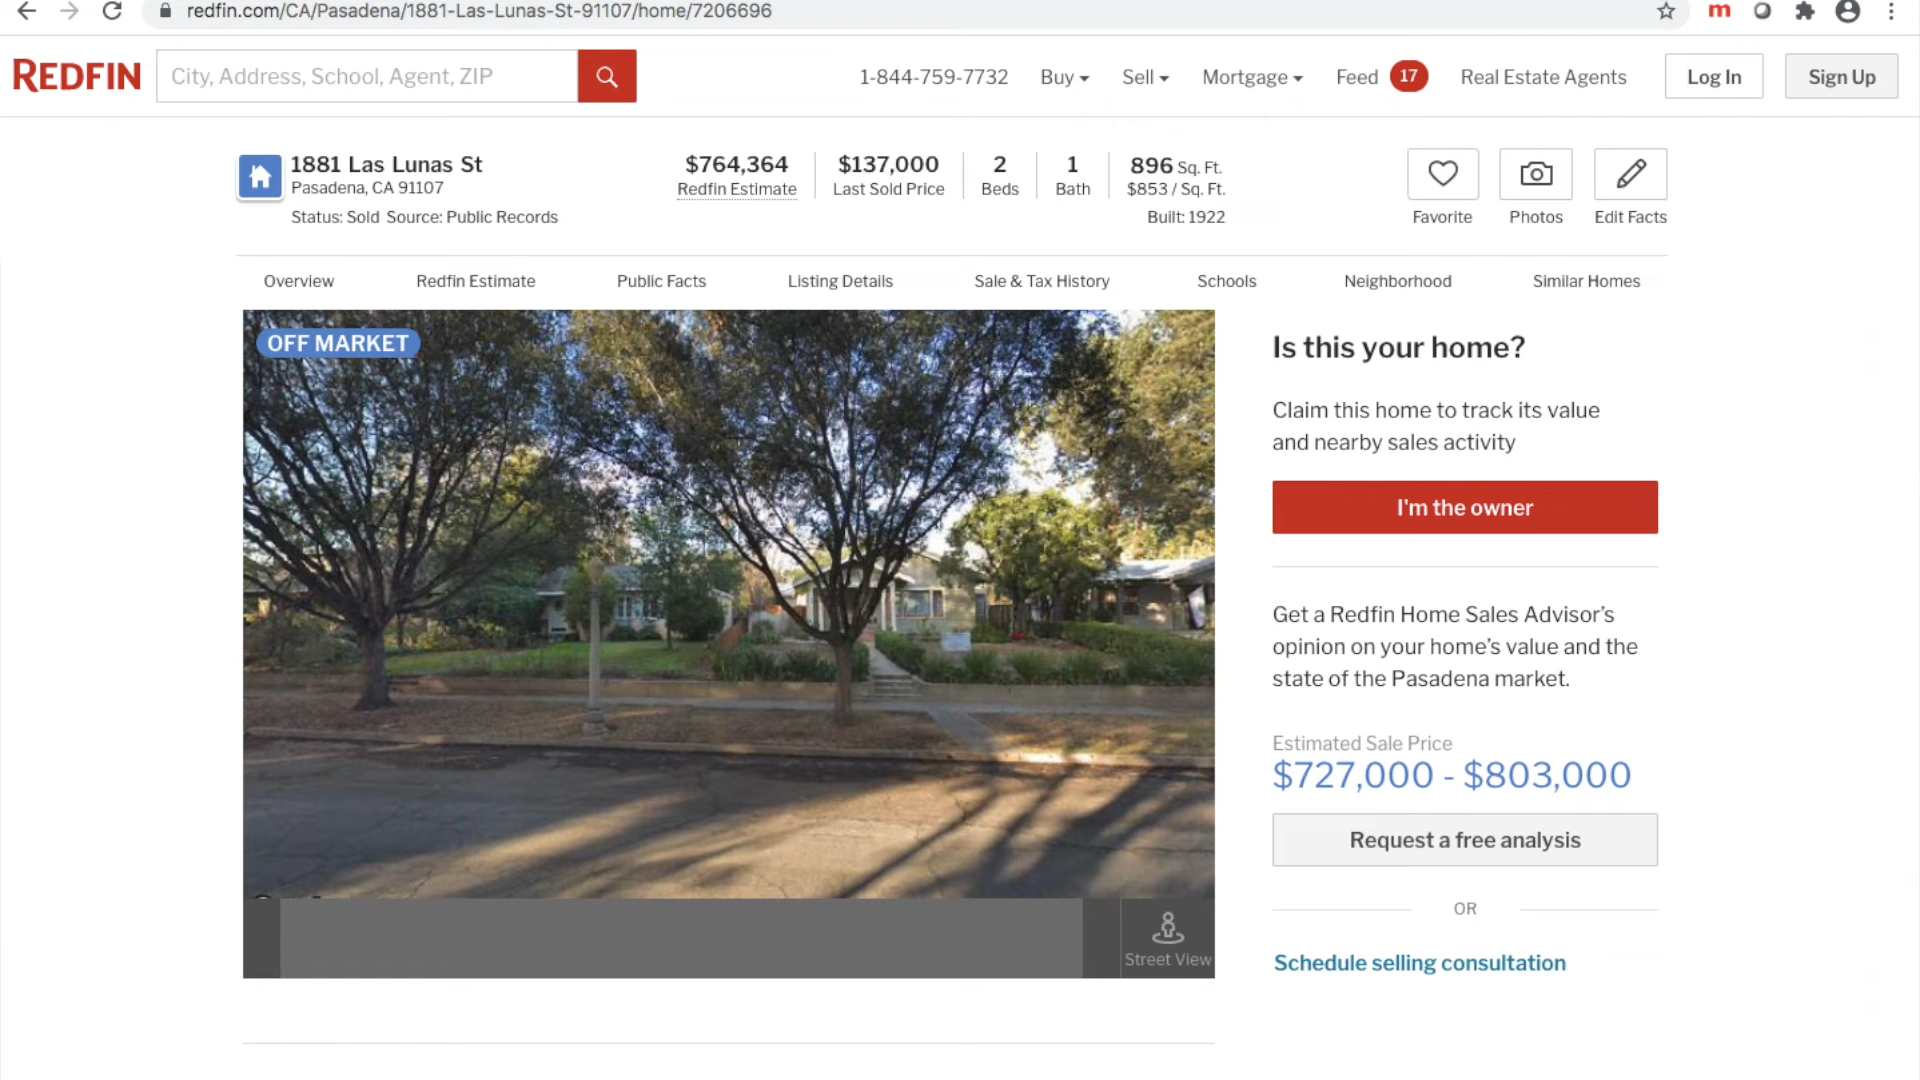 redfin.com/CA/Pasadena/1881-Las-Lunas-St-91107/home/7206696
m
REDFIN
City, Address, School, Agent, ZIP
1-844-759-7732
Buy
Sell
Mortgage
Feed
17
Real Estate Agents
Log In
Sign Up
1881 Las Lunas St
Pasadena, CA 91107
Status: Sold Source: Public Records
$764,364
Redfin Estimate
$137,000
Last Sold Price
2
Beds
1
Bath
896 Sq. Ft.
$853 / Sq. Ft.
Built: 1922
Favorite
Photos
Edit Facts
Overview
Redfin Estimate
Public Facts
Listing Details
Sale & Tax History
Schools
Neighborhood
Similar Homes
OFF MARKET
Street View
Is this your home?
Claim this home to track its value
and nearby sales activity
I'm the owner
Get a Redfin Home Sales Advisor’s
opinion on your home’s value and the
state of the Pasadena market.
Estimated Sale Price
$727,000 - $803,000
Request a free analysis
OR
Schedule selling consultation